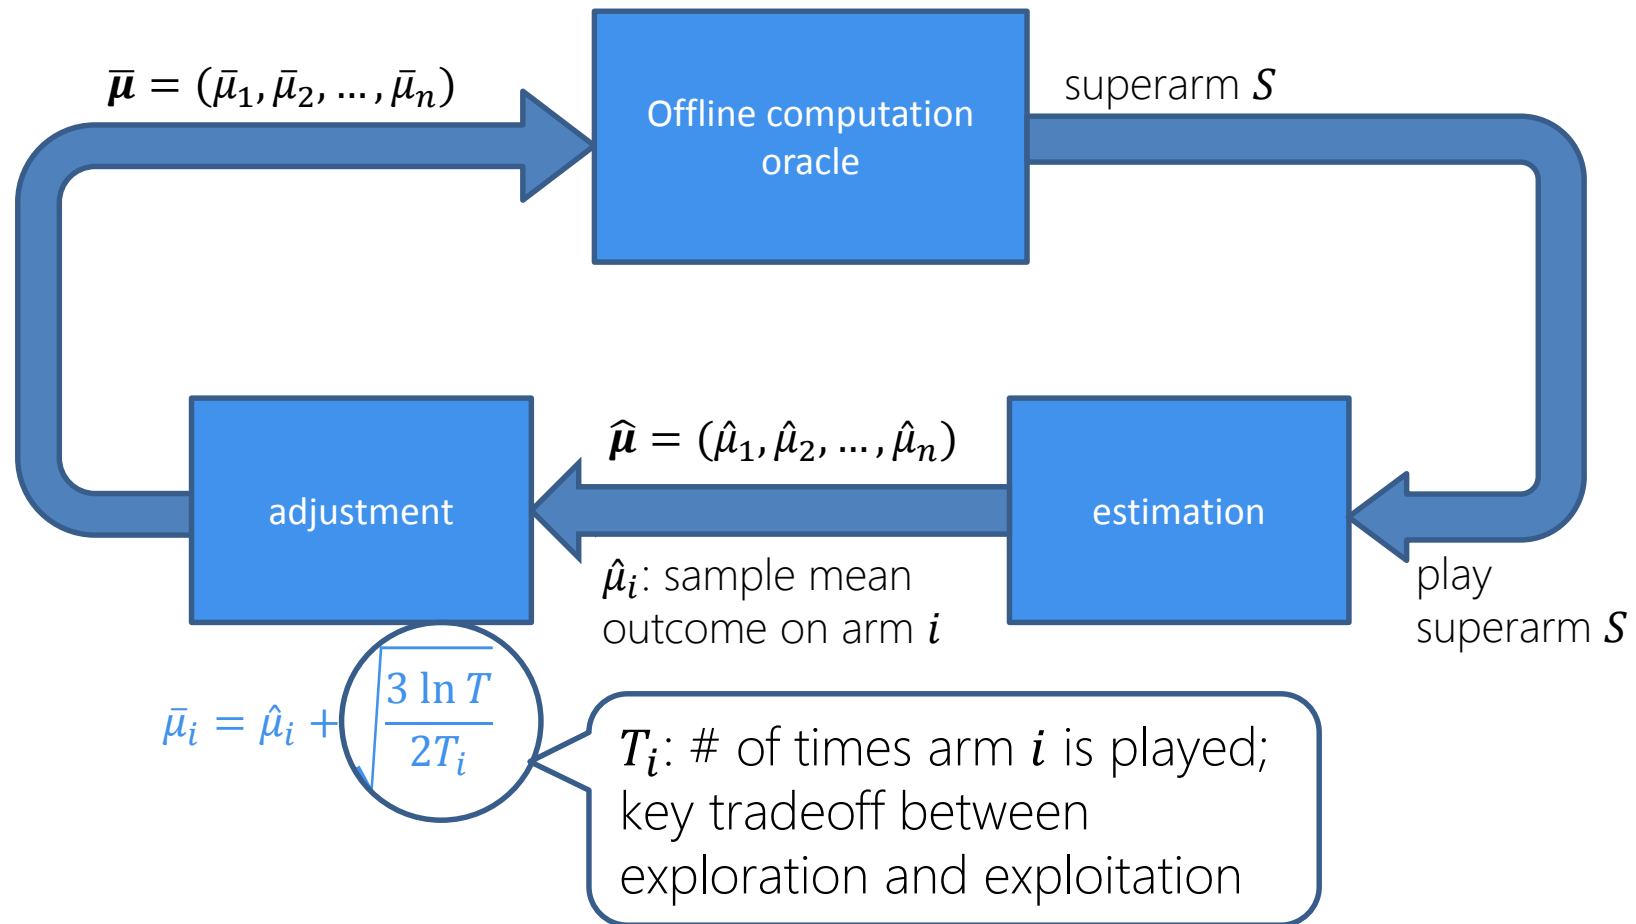 𝝁̄ = (μ̄₁, μ̄₂, …, μ̄ₙ)
Offline computation
oracle
superarm S
adjustment
𝝁̂ = (μ̂₁, μ̂₂, …, μ̂ₙ)
estimation
μ̂ᵢ: sample mean
outcome on arm i
play
superarm S
μ̄ᵢ = μ̂ᵢ + √(3 ln T / 2Tᵢ)
Tᵢ: # of times arm i is played;
key tradeoff between
exploration and exploitation